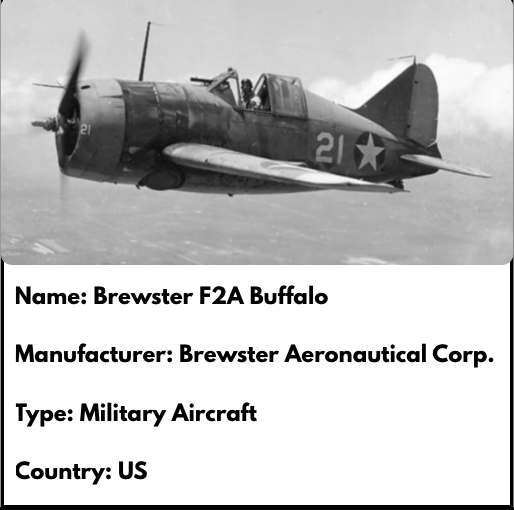 21
21
Name: Brewster F2A Buffalo
Manufacturer: Brewster Aeronautical Corp.
Type: Military Aircraft
Country: US